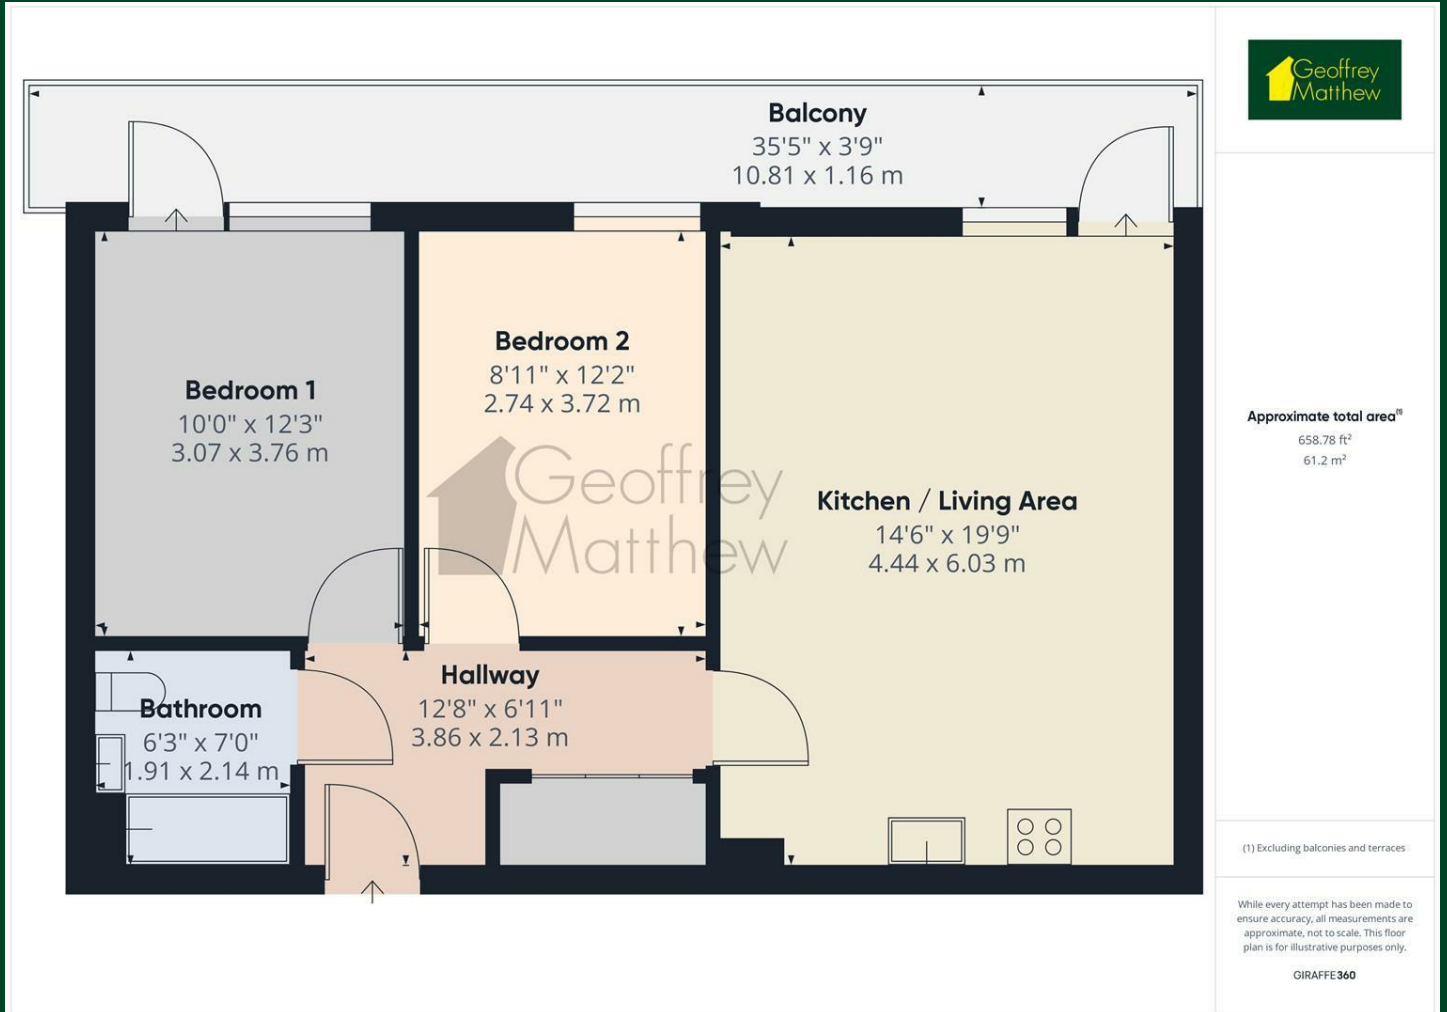 Balcony
35'5" x 3'9"
10.81 x 1.16 m
Bedroom 1
10'0" x 12'3"
3.07 x 3.76 m
Bedroom 2
8'11" x 12'2"
2.74 x 3.72 m
Geoffrey
Matthew
Kitchen / Living Area
14'6" x 19'9"
4.44 x 6.03 m
Hallway
12'8" x 6'11"
3.86 x 2.13 m
Bathroom
6'3" x 7'0"
1.91 x 2.14 m
Geoffrey
Matthew
Approximate total area⁽¹⁾
658.78 ft²
61.2 m²
(1) Excluding balconies and terraces
While every attempt has been made to
ensure accuracy, all measurements are
approximate, not to scale. This floor
plan is for illustrative purposes only.
GIRAFFE360